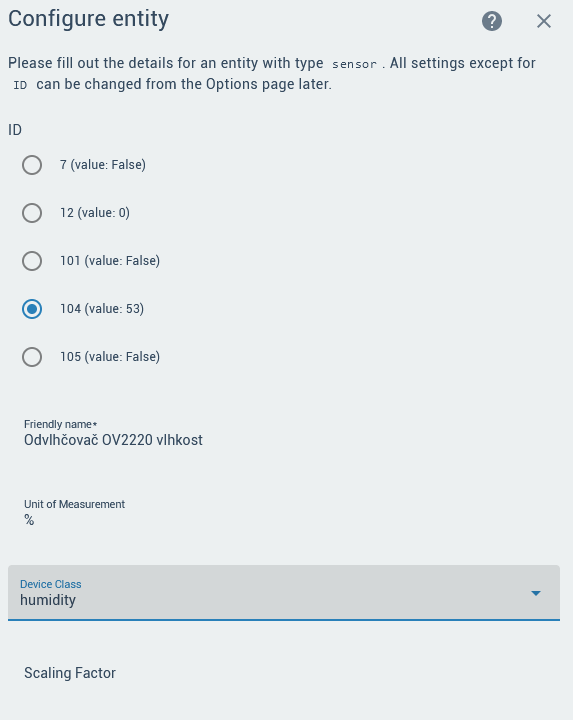 Configure entity
Please fill out the details for an entity with type sensor . All settings except for
ID can be changed from the Options page later.
ID
7 (value: False)
12 (value: 0)
101 (value: False)
104 (value: 53)
105 (value: False)
Friendly name*
Odvlhčovač OV2220 vlhkost
Unit of Measurement
%
Device Class
humidity
Scaling Factor